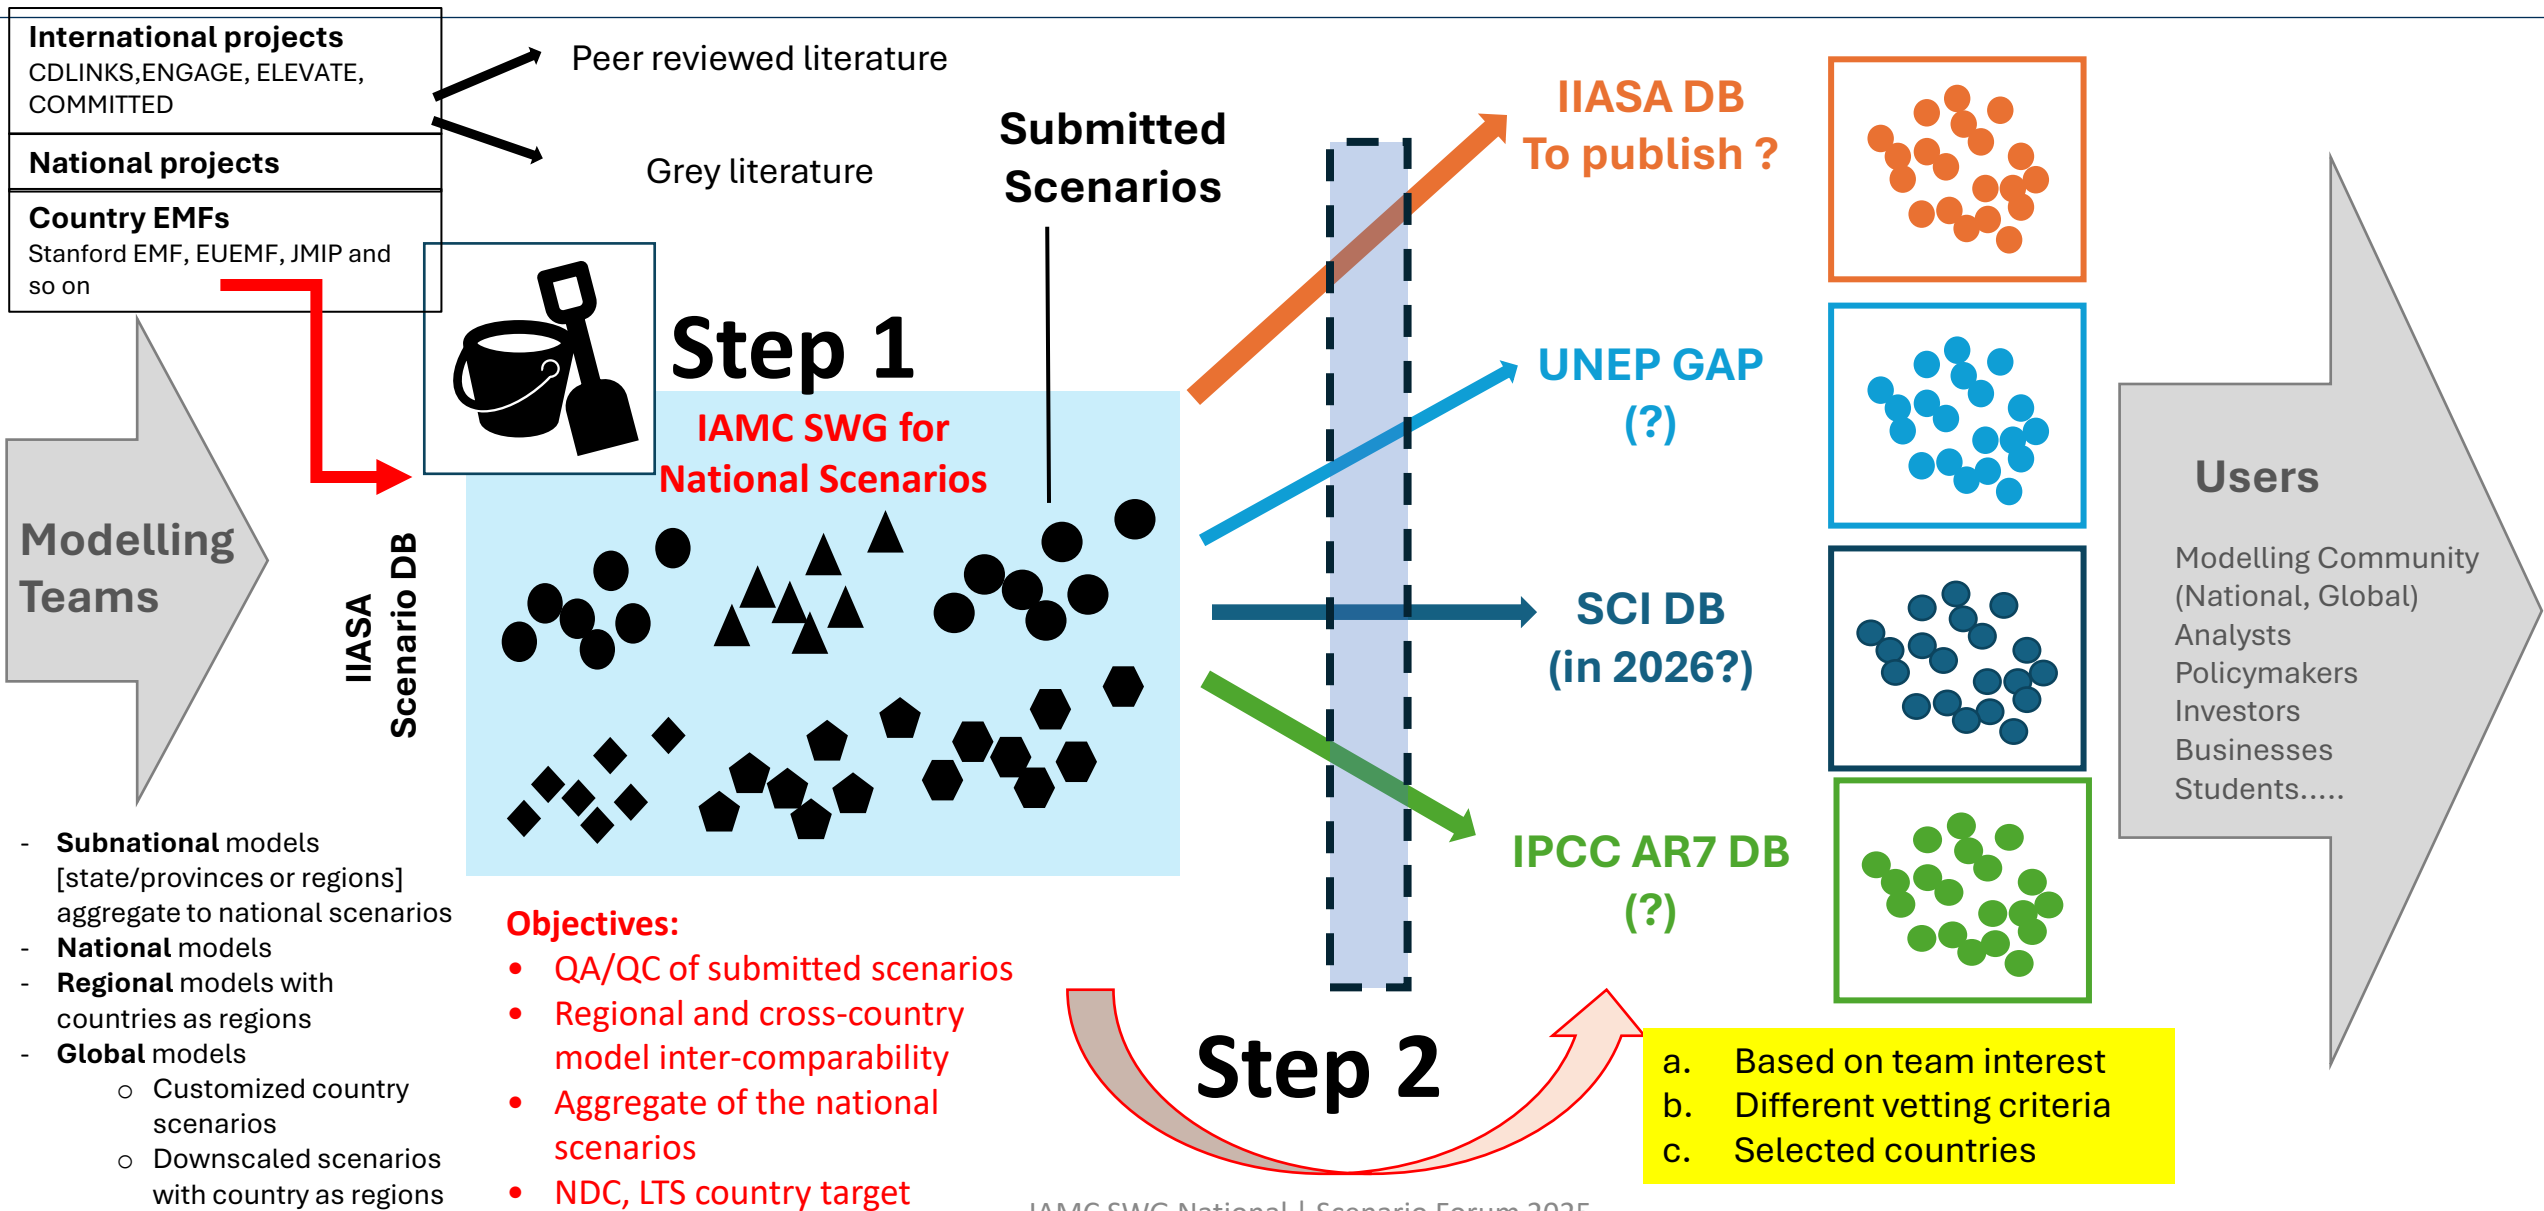 International projects
CDLINKS,ENGAGE, ELEVATE,
COMMITTED
National projects
Country EMFs
Stanford EMF, EUEMF, JMIP and
so on
Peer reviewed literature
Grey literature
Submitted
Scenarios
Step 1
IAMC SWG for
National Scenarios
Modelling
Teams
IIASA
Scenario DB
- Subnational models
[state/provinces or regions]
aggregate to national scenarios
- National models
- Regional models with
countries as regions
- Global models
o Customized country
scenarios
o Downscaled scenarios
with country as regions
Objectives:
• QA/QC of submitted scenarios
• Regional and cross-country
model inter-comparability
• Aggregate of the national
scenarios
• NDC, LTS country target
Step 2
IIASA DB
To publish ?
UNEP GAP
(?)
SCI DB
(in 2026?)
IPCC AR7 DB
(?)
a. Based on team interest
b. Different vetting criteria
c. Selected countries
Users
Modelling Community
(National, Global)
Analysts
Policymakers
Investors
Businesses
Students.....
IAMC SWG National | Scenario Forum 2025